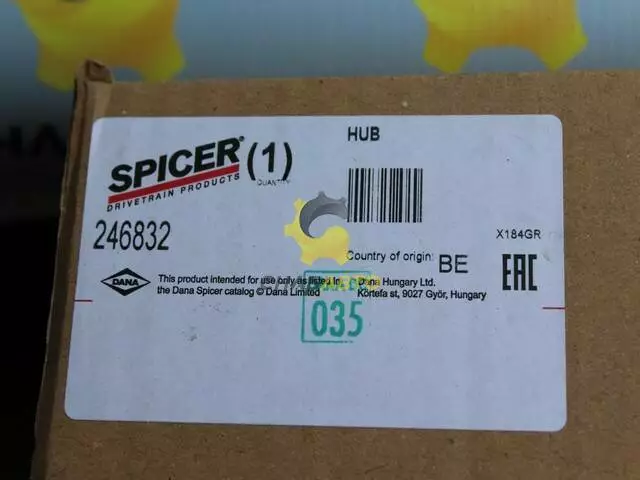 HUB
SPICER® (1)
QUANTITY
DRIVETRAIN PRODUCTS
246832
X184GR
Country of origin: BE
EAC
DANA
This product intended for use only as listed in
the Dana Spicer catalog © Dana Limited
Dana Hungary Ltd.
Körtefa st, 9027 Győr, Hungary
035